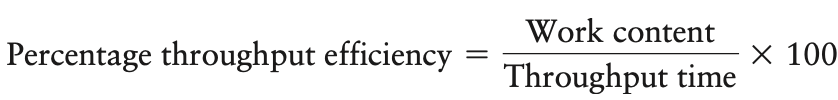 Percentage throughput efficiency = Work content / Throughput time × 100